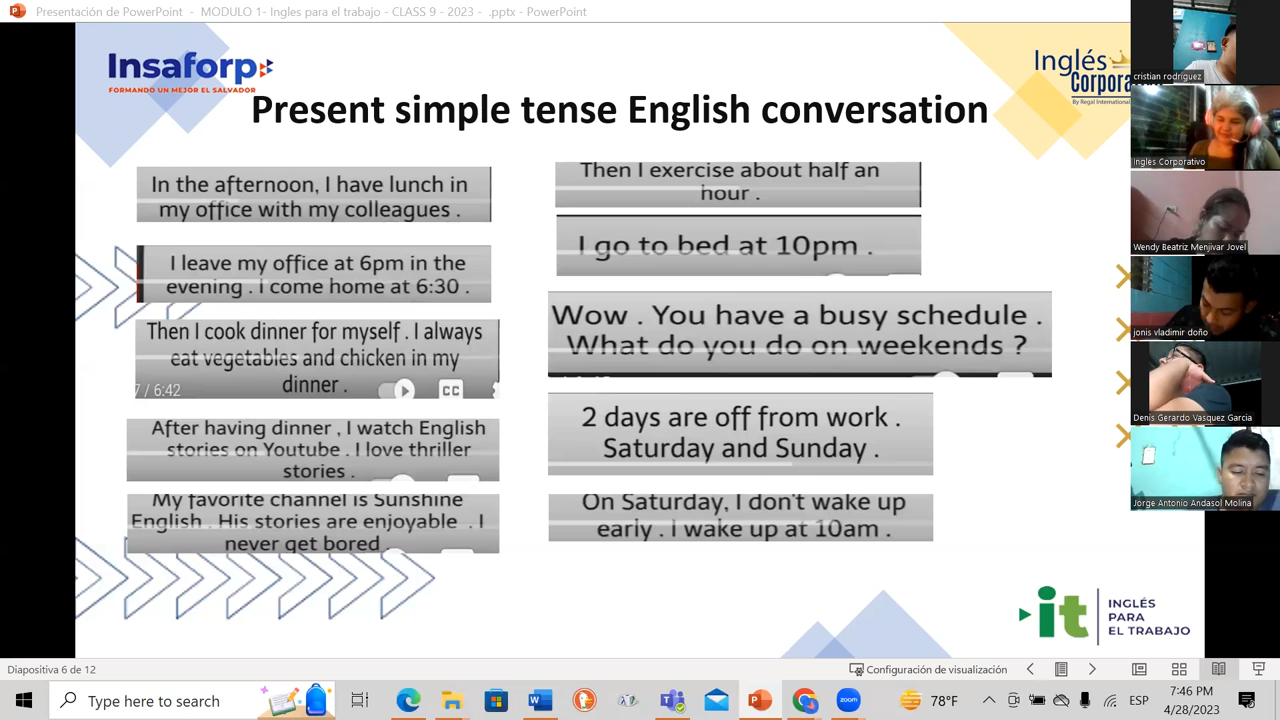 Presentación de PowerPoint - MODULO 1- Ingles para el trabajo - CLASS 9 - 2023 - .pptx - PowerPoint
Insaforp
FORMANDO UN MEJOR EL SALVADOR
Inglés
Corpora
By Regal International
Present simple tense English conversation
In the afternoon, I have lunch in
my office with my colleagues .
I leave my office at 6pm in the
evening . I come home at 6:30 .
Then I cook dinner for myself . I always
eat vegetables and chicken in my
dinner .
7 / 6:42
CC
After having dinner , I watch English
stories on Youtube . I love thriller
stories .
My favorite channel is Sunshine
English . His stories are enjoyable . I
never get bored .
Then I exercise about half an
hour .
I go to bed at 10pm .
Wow . You have a busy schedule .
What do you do on weekends ?
2 days are off from work .
Saturday and Sunday .
On Saturday, I don't wake up
early . I wake up at 10am .
it
INGLÉS
PARA
EL TRABAJO
cristian rodríguez
Inglés Corporativo
Wendy Beatriz Menjivar Jovel
jonis vladimir doño
Denis Gerardo Vasquez Garcia
Jorge Antonio Andasol Molina
Diapositiva 6 de 12
Configuración de visualización
Type here to search
zoom
78°F
ESP
7:46 PM
4/28/2023